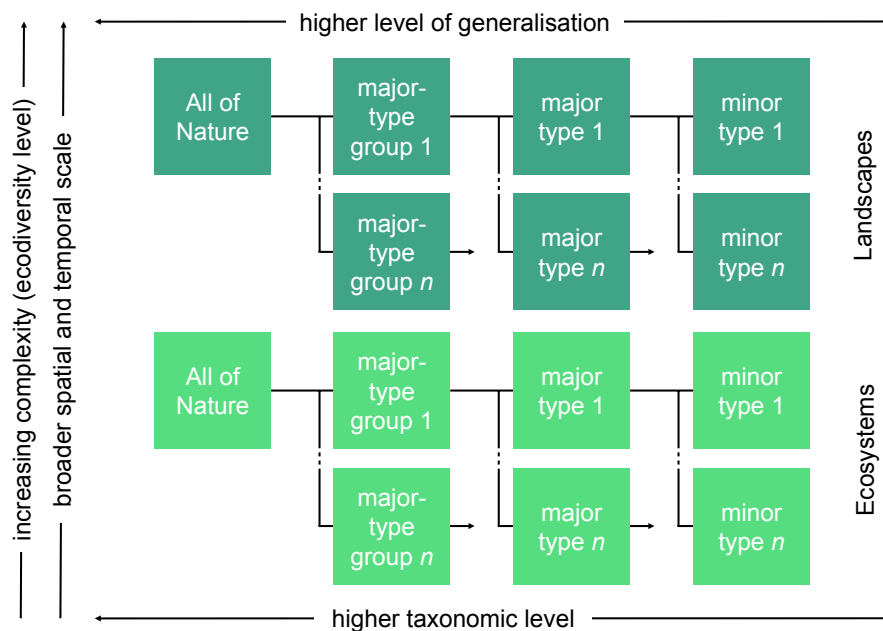 higher level of generalisation
increasing complexity (ecodiversity level)
broader spatial and temporal scale
All of
Nature
major-
type
group 1
major
type 1
minor
type 1
major-
type
group n
major
type n
minor
type n
Landscapes
All of
Nature
major-
type
group 1
major
type 1
minor
type 1
major-
type
group n
major
type n
minor
type n
Ecosystems
higher taxonomic level